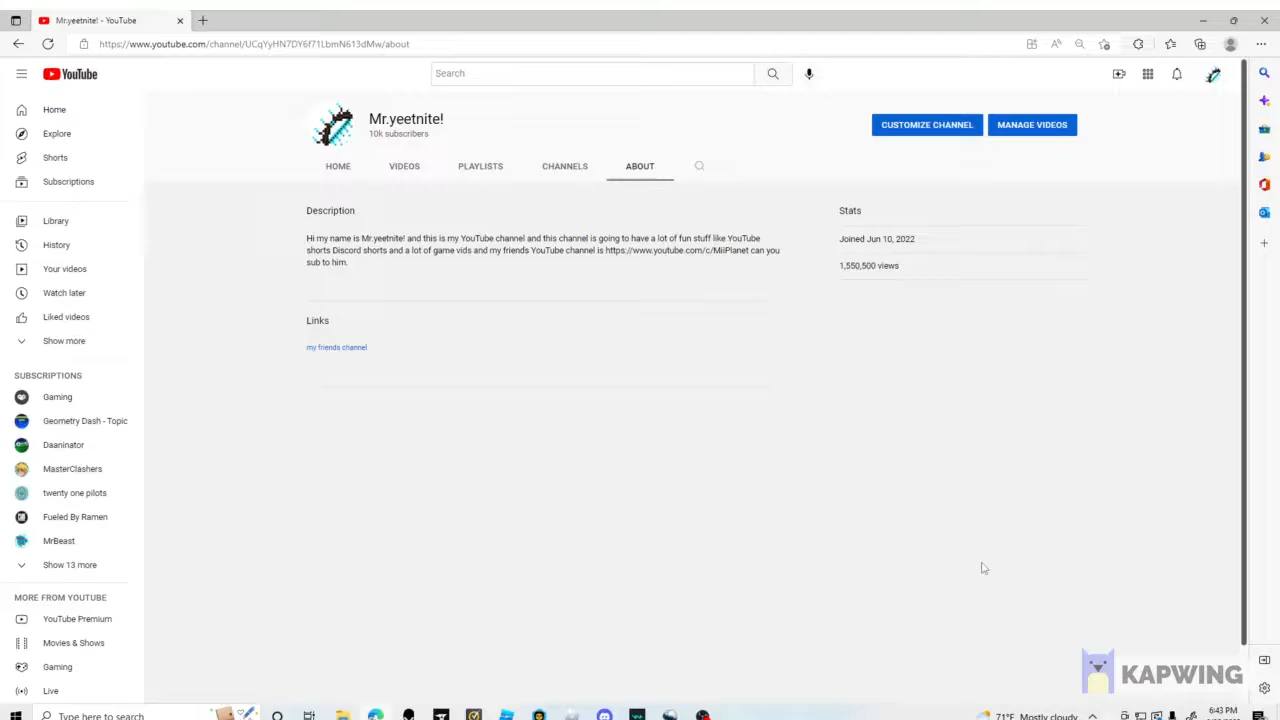 Mr.yeetnite! - YouTube
https://www.youtube.com/channel/UCqYyHN7DY6f71LbmN613dMw/about
YouTube
Search
Home
Explore
Shorts
Subscriptions
Library
History
Your videos
Watch later
Liked videos
Show more
SUBSCRIPTIONS
Gaming
Geometry Dash - Topic
Daaninator
MasterClashers
twenty one pilots
Fueled By Ramen
MrBeast
Show 13 more
MORE FROM YOUTUBE
YouTube Premium
Movies & Shows
Gaming
Live
Mr.yeetnite!
10k subscribers
CUSTOMIZE CHANNEL
MANAGE VIDEOS
HOME VIDEOS PLAYLISTS CHANNELS ABOUT
Description
Hi my name is Mr.yeetnite! and this is my YouTube channel and this channel is going to have a lot of fun stuff like YouTube
shorts Discord shorts and a lot of game vids and my friends YouTube channel is https://www.youtube.com/c/MiiPlanet can you
sub to him.
Links
my friends channel
Stats
Joined Jun 10, 2022
1,550,500 views
KAPWING
Type here to search
71°F Mostly cloudy
6:43 PM